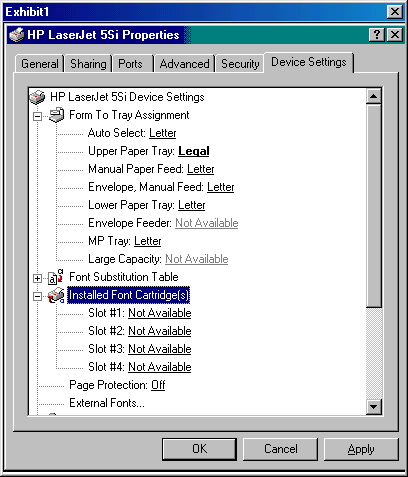 Exhibit1
HP LaserJet 5Si Properties
General Sharing Ports Advanced Security Device Settings
HP LaserJet 5Si Device Settings
Form To Tray Assignment
Auto Select: Letter
Upper Paper Tray: Legal
Manual Paper Feed: Letter
Envelope, Manual Feed: Letter
Lower Paper Tray: Letter
Envelope Feeder: Not Available
MP Tray: Letter
Large Capacity: Not Available
Font Substitution Table
Installed Font Cartridge(s)
Slot #1: Not Available
Slot #2: Not Available
Slot #3: Not Available
Slot #4: Not Available
Page Protection: Off
External Fonts...
OK Cancel Apply